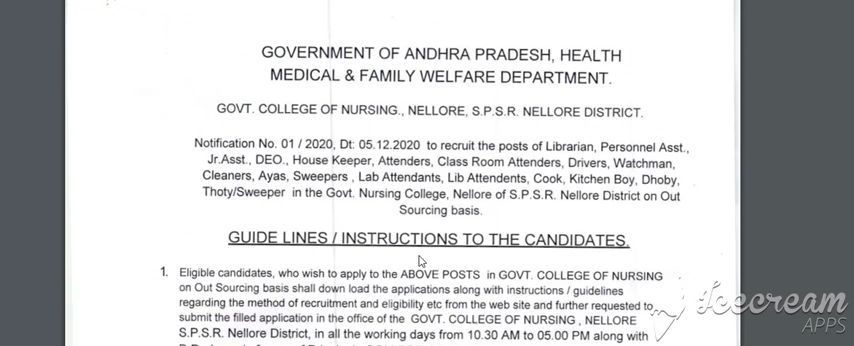 GOVERNMENT OF ANDHRA PRADESH, HEALTH
MEDICAL & FAMILY WELFARE DEPARTMENT.
GOVT. COLLEGE OF NURSING., NELLORE, S.P.S.R. NELLORE DISTRICT.
Notification No. 01 / 2020, Dt: 05.12.2020 to recruit the posts of Librarian, Personnel Asst.,
Jr.Asst., DEO., House Keeper, Attenders, Class Room Attenders, Drivers, Watchman,
Cleaners, Ayas, Sweepers , Lab Attendants, Lib Attendents, Cook, Kitchen Boy, Dhoby,
Thoty/Sweeper in the Govt. Nursing College, Nellore of S.P.S.R. Nellore District on Out
Sourcing basis.
GUIDE LINES / INSTRUCTIONS TO THE CANDIDATES.
1. Eligible candidates, who wish to apply to the ABOVE POSTS in GOVT. COLLEGE OF NURSING
on Out Sourcing basis shall down load the applications along with instructions / guidelines
regarding the method of recruitment and eligibility etc from the web site and further requested to
submit the filled application in the office of the GOVT. COLLEGE OF NURSING , NELLORE
S.P.S.R. Nellore District, in all the working days from 10.30 AM to 05.00 PM along with
Icecream
APPS